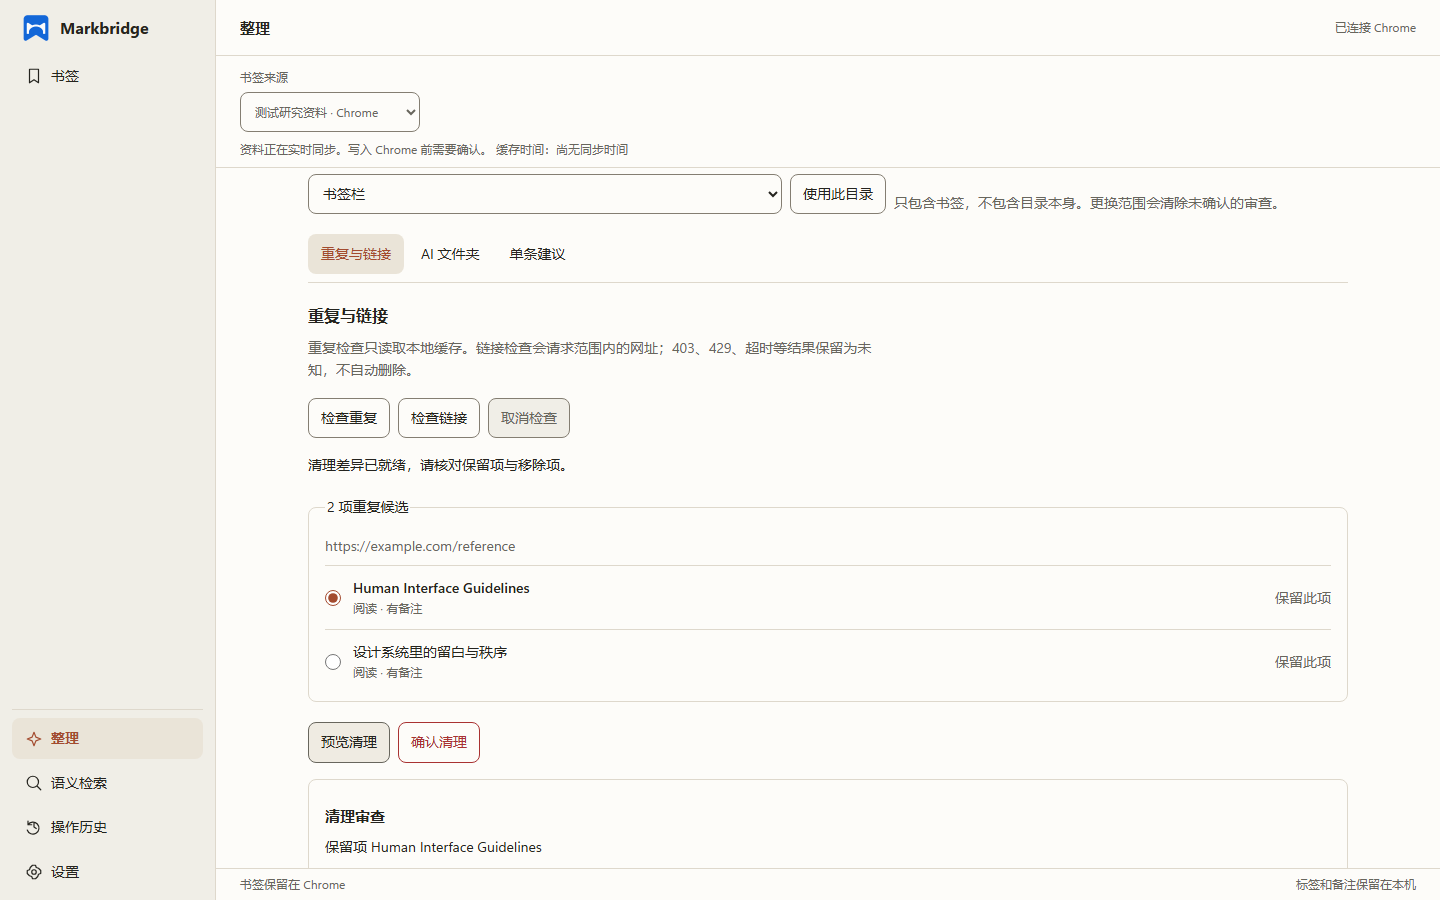 Markbridge
书签
整理
语义检索
操作历史
设置
整理
已连接 Chrome
书签来源
测试研究资料 · Chrome
资料正在实时同步。写入 Chrome 前需要确认。 缓存时间：尚无同步时间
书签栏
使用此目录
只包含书签，不包含目录本身。更换范围会清除未确认的审查。
重复与链接
AI 文件夹
单条建议
重复与链接
重复检查只读取本地缓存。链接检查会请求范围内的网址；403、429、超时等结果保留为未
知，不自动删除。
检查重复
检查链接
取消检查
清理差异已就绪，请核对保留项与移除项。
2 项重复候选
https://example.com/reference
Human Interface Guidelines
阅读 · 有备注
保留此项
设计系统里的留白与秩序
阅读 · 有备注
保留此项
预览清理
确认清理
清理审查
保留项 Human Interface Guidelines
书签保留在 Chrome
标签和备注保留在本机